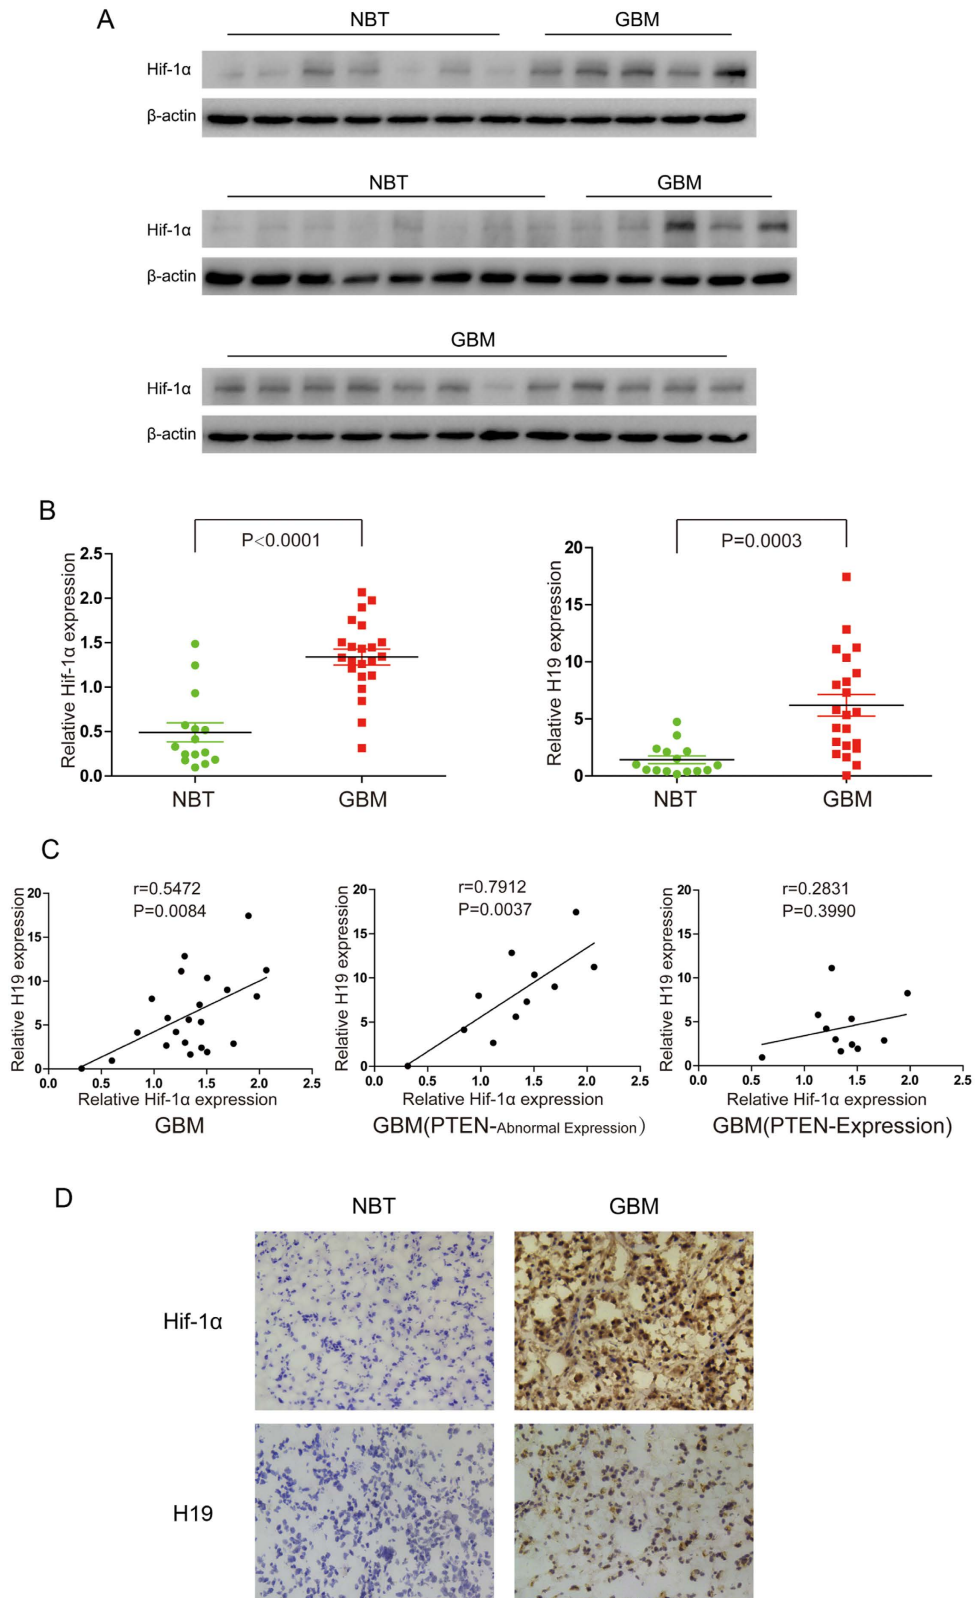 A
NBT GBM
Hif-1α
β-actin
NBT GBM
Hif-1α
β-actin
GBM
Hif-1α
β-actin
B
P<0.0001
Relative Hif-1α expression
2.5
2.0
1.5
1.0
0.5
0.0
NBT GBM
P=0.0003
Relative H19 expression
20
15
10
5
0
NBT GBM
C
r=0.5472
P=0.0084
Relative H19 expression
20
15
10
5
0
0.0 0.5 1.0 1.5 2.0 2.5
Relative Hif-1α expression
GBM
r=0.7912
P=0.0037
Relative H19 expression
20
15
10
5
0
0.0 0.5 1.0 1.5 2.0 2.5
Relative Hif-1α expression
GBM(PTEN-Abnormal Expression)
r=0.2831
P=0.3990
Relative H19 expression
20
15
10
5
0
0.0 0.5 1.0 1.5 2.0 2.5
Relative Hif-1α expression
GBM(PTEN-Expression)
D
NBT GBM
Hif-1α
H19